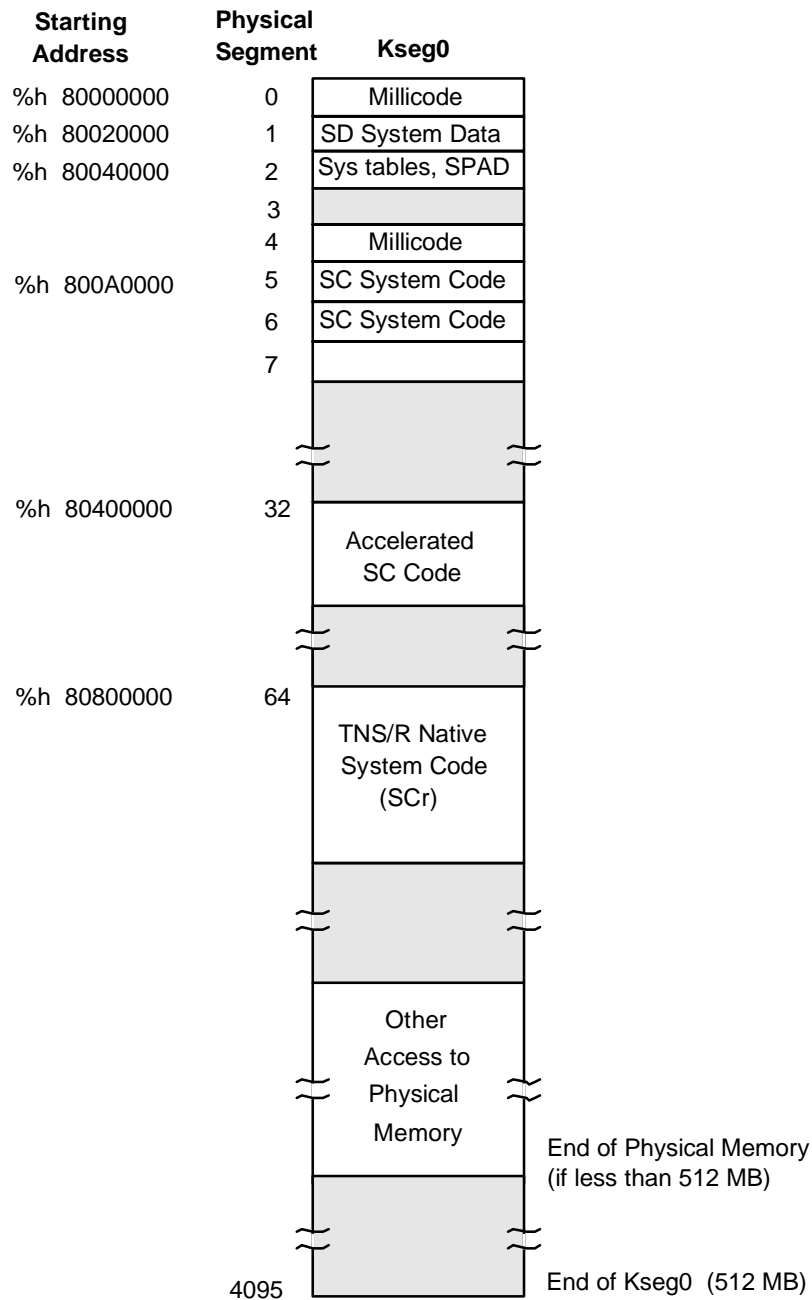 Starting Address
Physical Segment
Kseg0
%h 80000000 0 Millicode
%h 80020000 1 SD System Data
%h 80040000 2 Sys tables, SPAD
3
4 Millicode
%h 800A0000 5 SC System Code
6 SC System Code
7
%h 80400000 32
Accelerated
SC Code
%h 80800000 64
TNS/R Native
System Code
(SCr)
Other
Access to
Physical
Memory
End of Physical Memory
(if less than 512 MB)
4095 End of Kseg0 (512 MB)